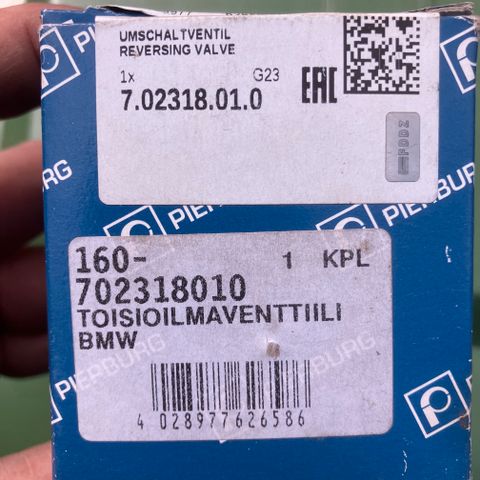 UMSCHALTVENTIL
REVERSING VALVE
1x G23
7.02318.01.0
EAC
PIERBURG
160- 1 KPL
702318010
TOISIOILMAVENTTIILI
BMW
PIERBURG
4 028977 626586